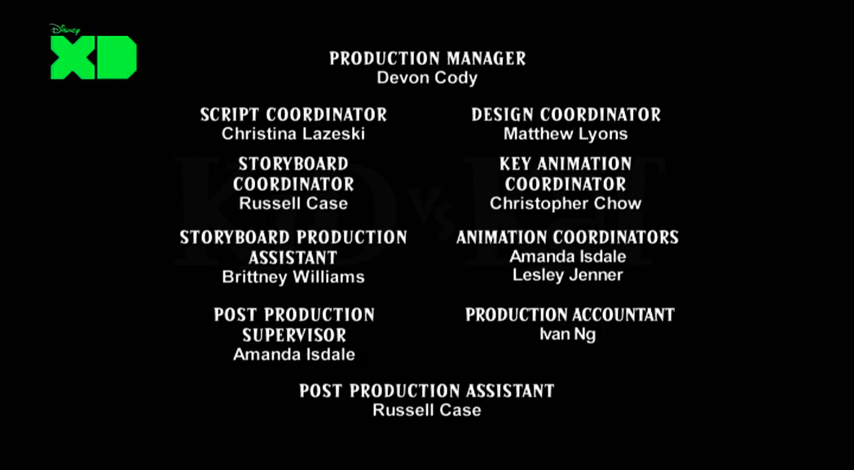 Disney
XD
PRODUCTION MANAGER
Devon Cody
SCRIPT COORDINATOR
Christina Lazeski
DESIGN COORDINATOR
Matthew Lyons
STORYBOARD
COORDINATOR
Russell Case
KEY ANIMATION
COORDINATOR
Christopher Chow
STORYBOARD PRODUCTION
ASSISTANT
Brittney Williams
ANIMATION COORDINATORS
Amanda Isdale
Lesley Jenner
POST PRODUCTION
SUPERVISOR
Amanda Isdale
PRODUCTION ACCOUNTANT
Ivan Ng
POST PRODUCTION ASSISTANT
Russell Case